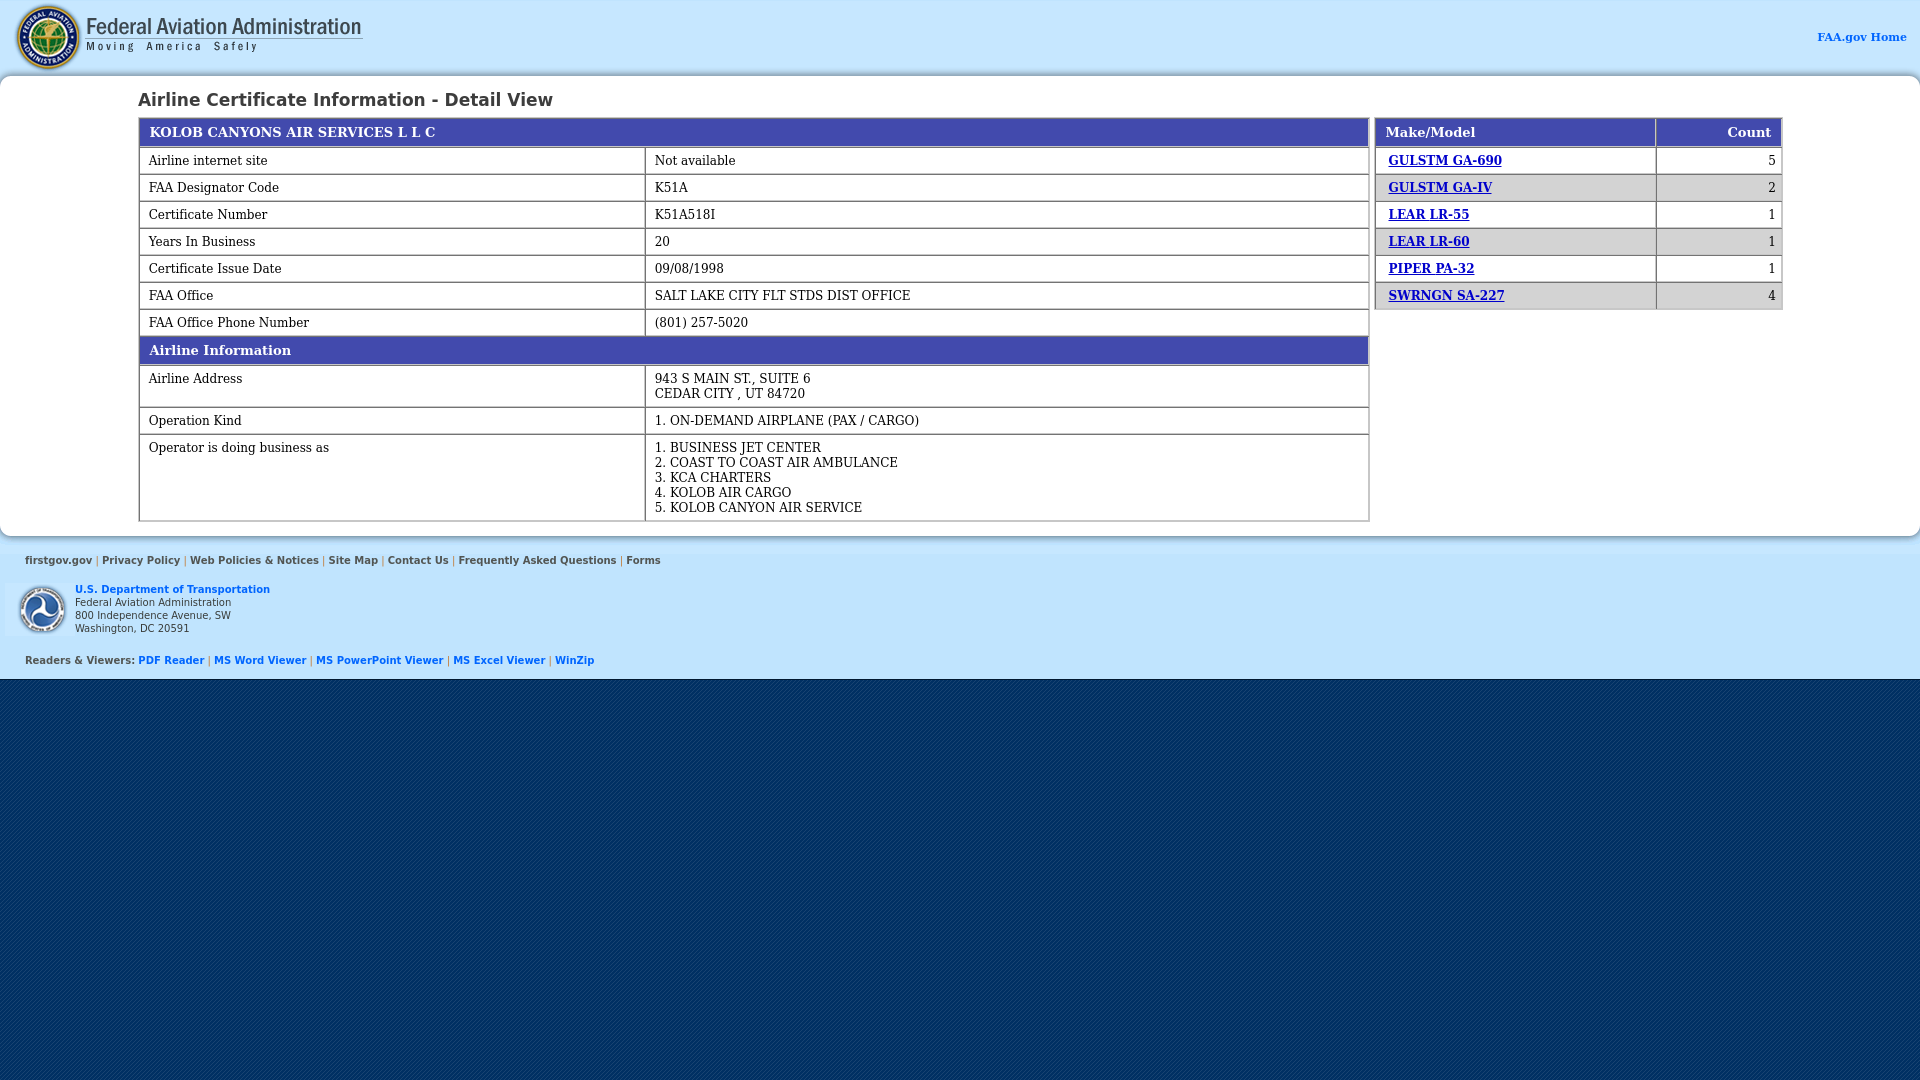 Federal Aviation Administration
Moving America Safely
FAA.gov Home
Airline Certificate Information - Detail View
KOLOB CANYONS AIR SERVICES L L C
Airline internet site Not available
FAA Designator Code K51A
Certificate Number K51A518I
Years In Business 20
Certificate Issue Date 09/08/1998
FAA Office SALT LAKE CITY FLT STDS DIST OFFICE
FAA Office Phone Number (801) 257-5020
Airline Information
Airline Address 943 S MAIN ST., SUITE 6
CEDAR CITY , UT 84720
Operation Kind 1. ON-DEMAND AIRPLANE (PAX / CARGO)
Operator is doing business as 1. BUSINESS JET CENTER
2. COAST TO COAST AIR AMBULANCE
3. KCA CHARTERS
4. KOLOB AIR CARGO
5. KOLOB CANYON AIR SERVICE
Make/Model Count
GULSTM GA-690 5
GULSTM GA-IV 2
LEAR LR-55 1
LEAR LR-60 1
PIPER PA-32 1
SWRNGN SA-227 4
firstgov.gov | Privacy Policy | Web Policies & Notices | Site Map | Contact Us | Frequently Asked Questions | Forms
U.S. Department of Transportation
Federal Aviation Administration
800 Independence Avenue, SW
Washington, DC 20591
Readers & Viewers: PDF Reader | MS Word Viewer | MS PowerPoint Viewer | MS Excel Viewer | WinZip